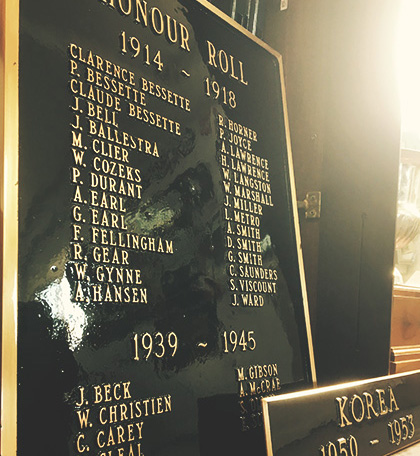 HONOUR ROLL
1914 ~ 1918
CLARENCE BESSETTE
P. BESSETTE
CLAUDE BESSETTE
J. BELL
J. BALLESTRA
M. CLIER
W. COZEKS
P. DURANT
A. EARL
G. EARL
F. FELLINGHAM
R. GEAR
W. GYNNE
A. HANSEN
R. HORNER
P. JOYCE
A. LAWRENCE
H. LAWRENCE
W. LANGSTON
W. MARSHALL
J. MILLER
L. METRO
A. SMITH
D. SMITH
G. SMITH
C. SAUNDERS
S. VISCOUNT
J. WARD
1939 ~ 1945
J. BECK
W. CHRISTIEN
C. CAREY
CLEAL
M. GIBSON
A. MCCRAE
KOREA
1950 - 1953